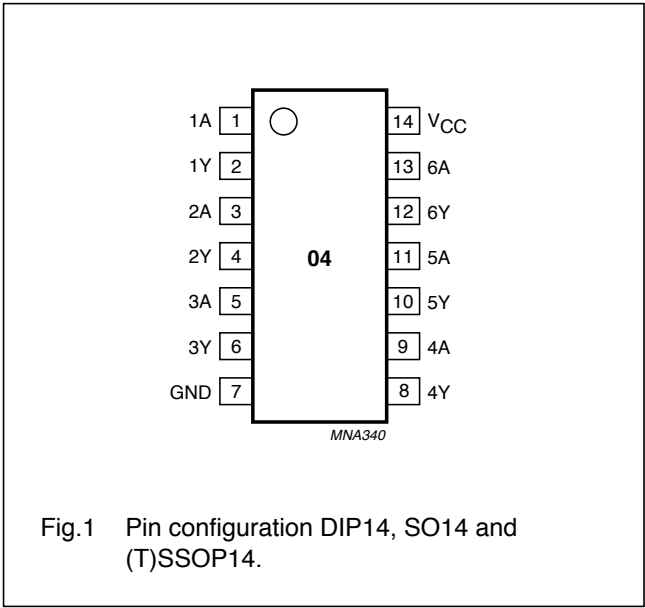 1A 1 14 VCC
1Y 2 13 6A
2A 3 12 6Y
2Y 4 04 11 5A
3A 5 10 5Y
3Y 6 9 4A
GND 7 8 4Y
MNA340
Fig.1 Pin configuration DIP14, SO14 and
(T)SSOP14.